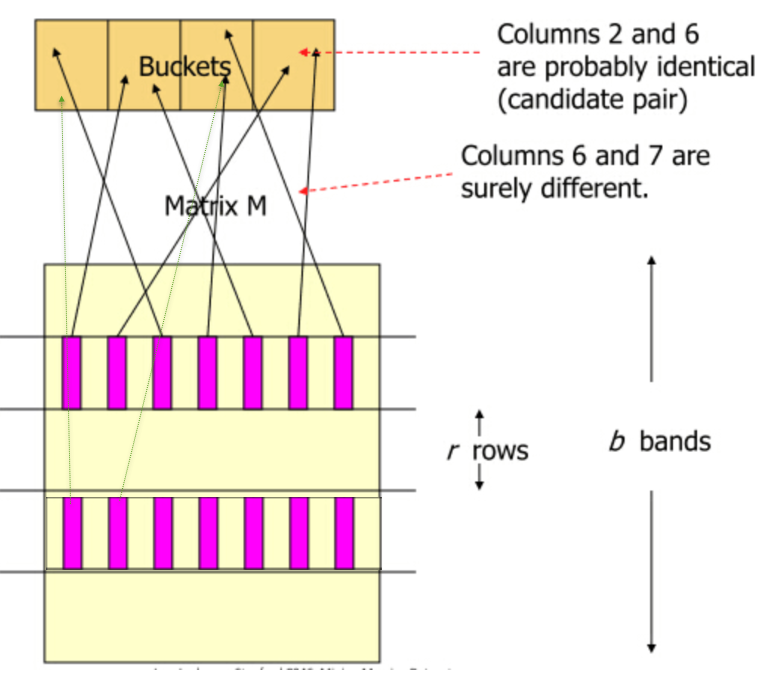 Columns 2 and 6
are probably identical
(candidate pair)
Buckets
Columns 6 and 7 are
surely different.
Matrix M
r rows
b bands